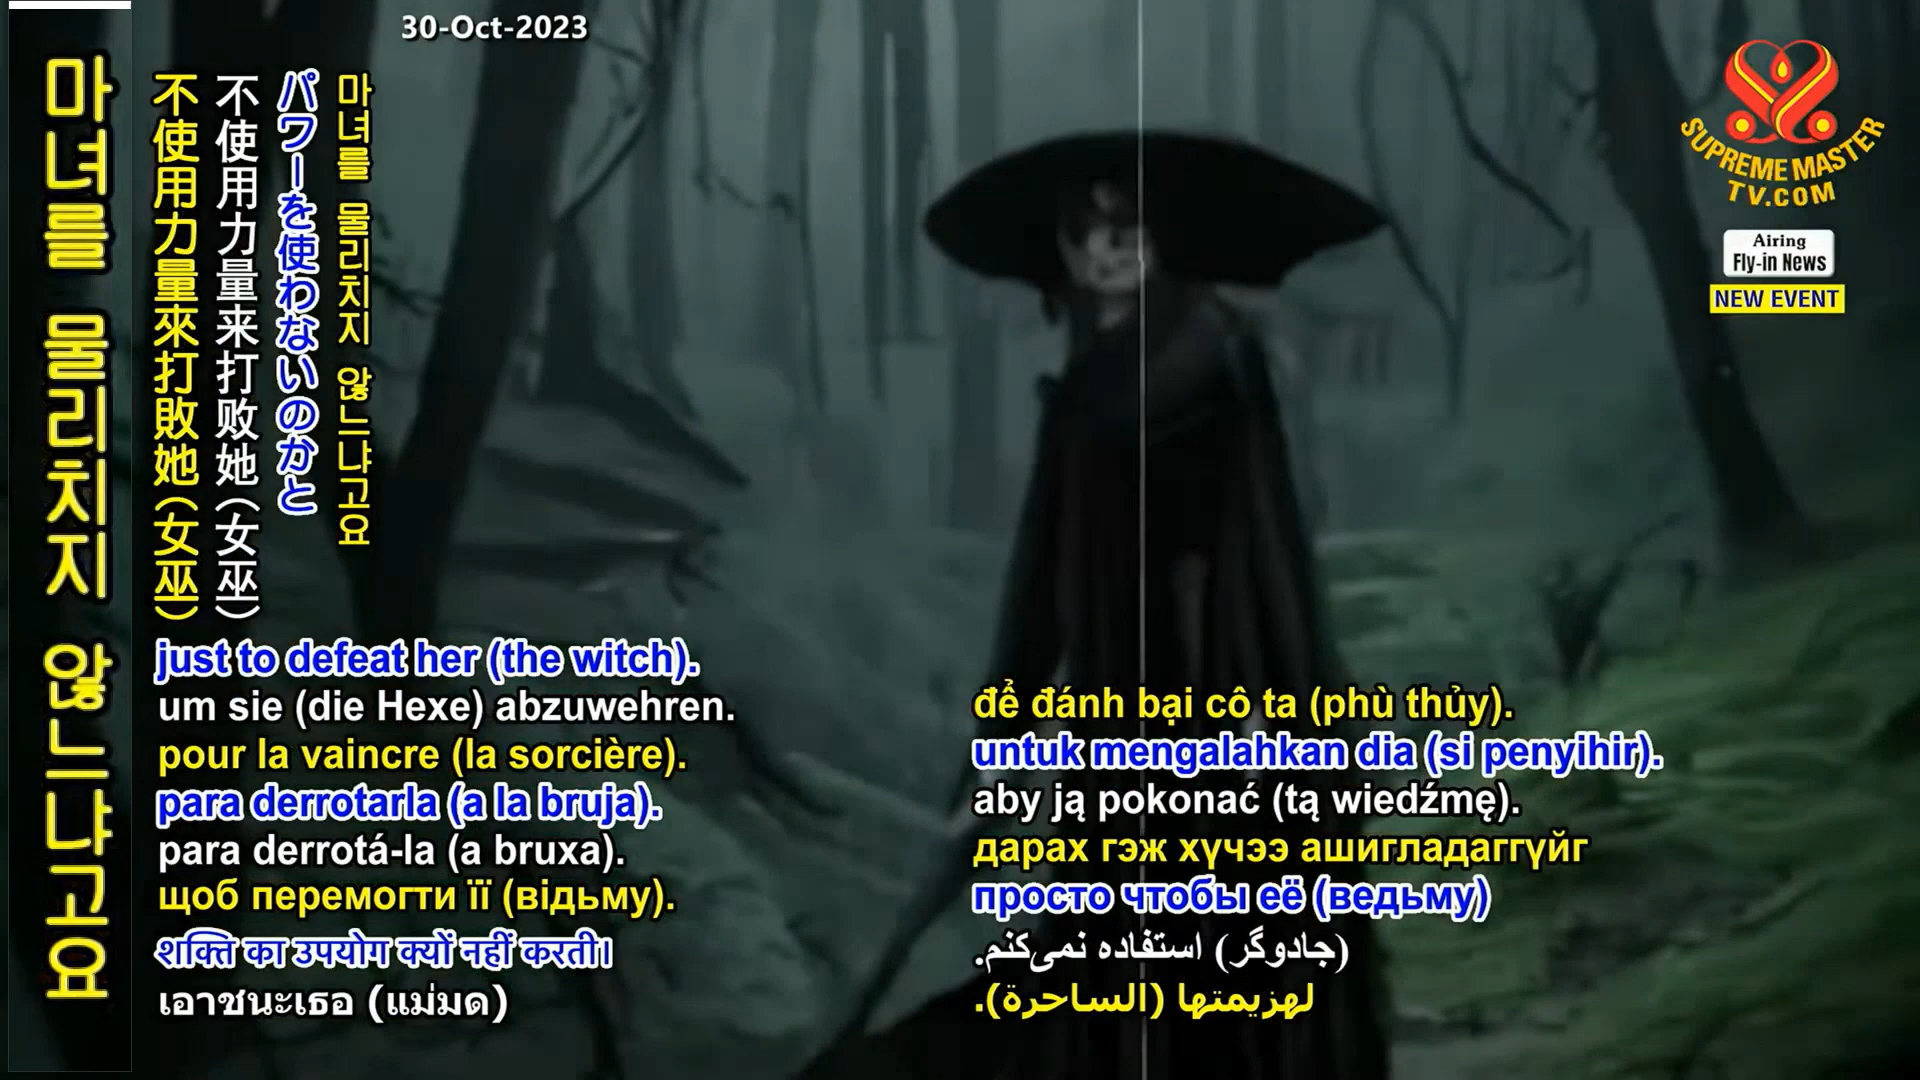 30-Oct-2023
마녀를 물리치지 않느냐고요
不使用力量來打敗她（女巫）
不使用力量来打败她（女巫）
パワーを使わないのかと
마녀를 물리치지 않느냐고요
just to defeat her (the witch).
um sie (die Hexe) abzuwehren.
pour la vaincre (la sorcière).
para derrotarla (a la bruja).
para derrotá-la (a bruxa).
щоб перемогти її (відьму).
शक्ति का उपयोग क्यों नहीं करती।
เอาชนะเธอ (แม่มด)
để đánh bại cô ta (phù thủy).
untuk mengalahkan dia (si penyihir).
aby ją pokonać (tą wiedźmę).
дарах гэж хүчээ ашигладаггүйг
просто чтобы её (ведьму)
(جادوگر) استفاده نمی‌کنم.
لهزيمتها (الساحرة).
SUPREME MASTER
TV.COM
Airing
Fly-in News
NEW EVENT